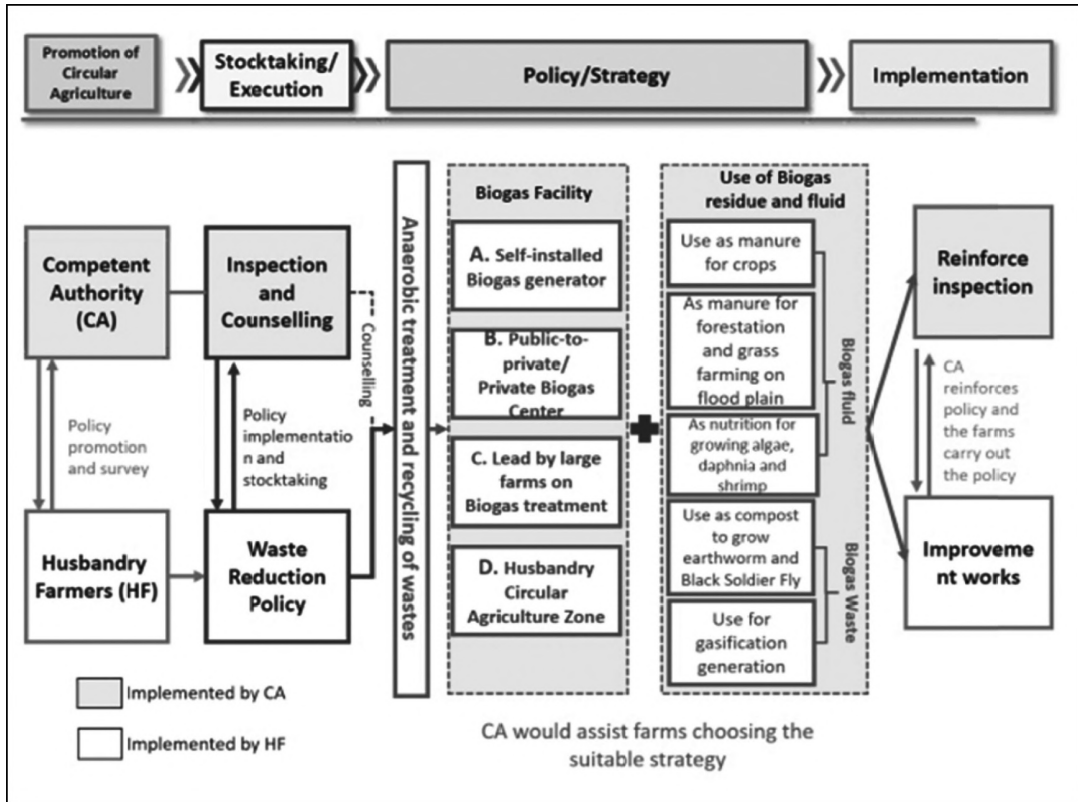 Promotion of
Circular
Agriculture
Stocktaking/
Execution
Policy/Strategy
Implementation
Competent
Authority
(CA)
Policy
promotion
and survey
Husbandry
Farmers (HF)
Inspection
and
Counselling
Policy
implementatio
n and
stocktaking
Waste
Reduction
Policy
Counselling
Anaerobic treatment and recycling of wastes
Biogas Facility
A. Self-installed
Biogas generator
B. Public-to-
private/
Private Biogas
Center
C. Lead by large
farms on
Biogas treatment
D. Husbandry
Circular
Agriculture Zone
Use of Biogas
residue and fluid
Use as manure
for crops
As manure for
forestation
and grass
farming on
flood plain
As nutrition for
growing algae,
daphnia and
shrimp
Use as compost
to grow
earthworm and
Black Soldier Fly
Use for
gasification
generation
Biogas fluid
Biogas Waste
Reinforce
inspection
CA
reinforces
policy and
the farms
carry out
the policy
Improveme
nt works
Implemented by CA
Implemented by HF
CA would assist farms choosing the
suitable strategy